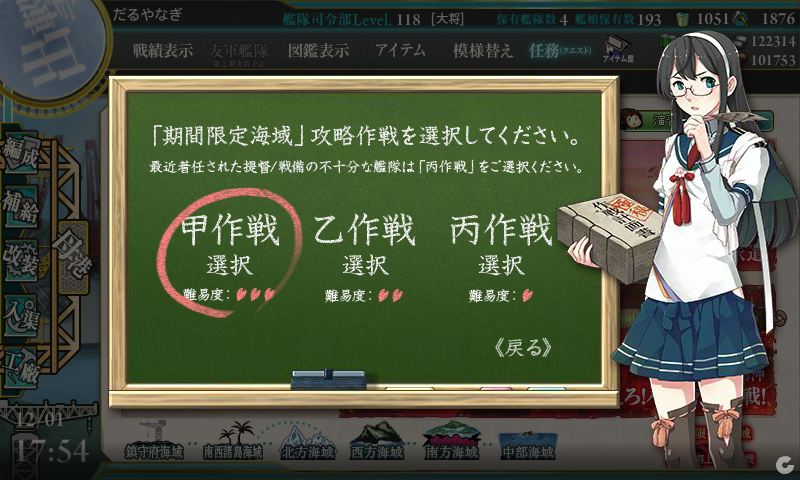 だるやなぎ
艦隊司令部Level. 118 [大将]
保有艦隊数 4 艦娘保有数 193
1051 1876
122314
101753
戦績表示 友軍艦隊 図鑑表示 アイテム 模様替え 任務(クエスト) アイテム屋
出撃
編成
補給
改装
入渠
工廠
母港
「期間限定海域」攻略作戦を選択してください。
最近着任された提督/戦備の不十分な艦隊は「丙作戦」をご選択ください。
甲作戦 乙作戦 丙作戦
選択 選択 選択
難易度: 難易度: 難易度:
《戻る》
12/01
17:54
鎮守府海域 南西諸島海域 北方海域 西方海域 南方海域 中部海域